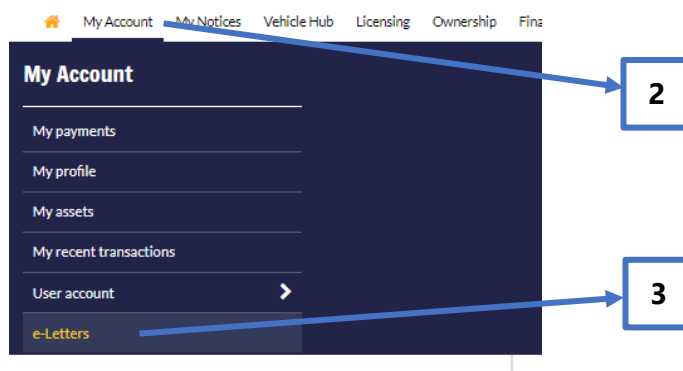 My Account My Notices Vehicle Hub Licensing Ownership Fina
My Account
2
My payments
My profile
My assets
My recent transactions
User account
3
e-Letters